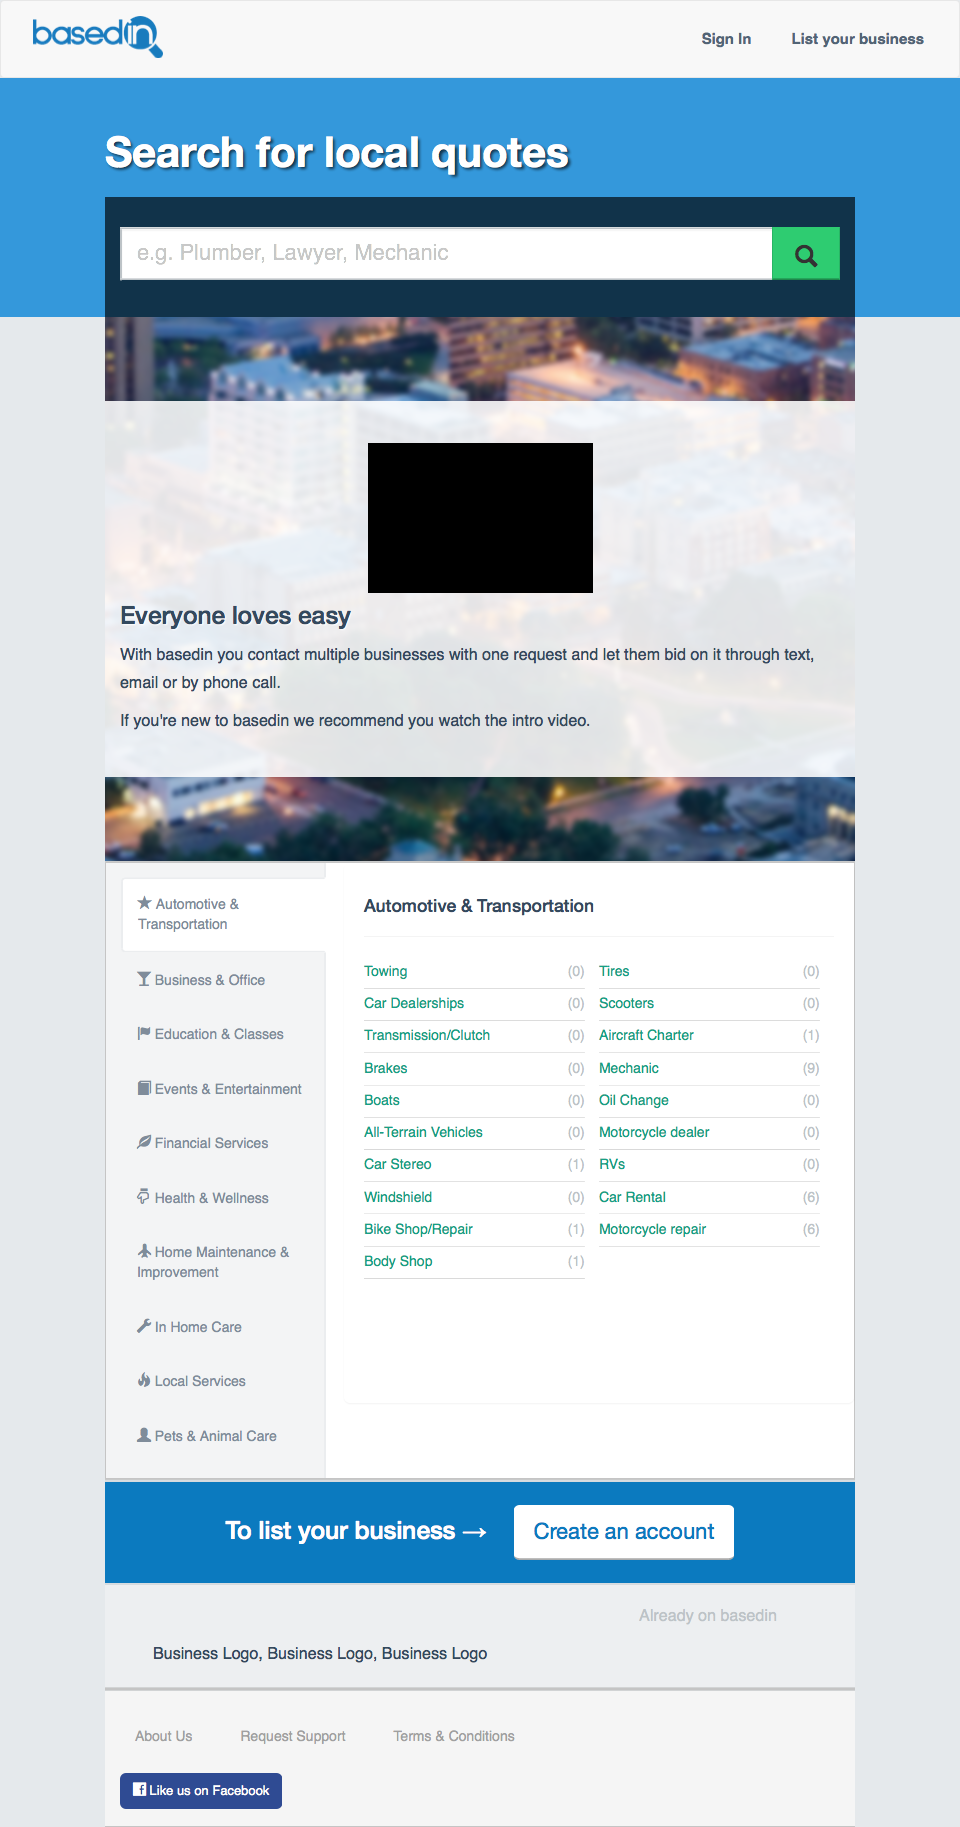 basedin
Sign In
List your business
Search for local quotes
e.g. Plumber, Lawyer, Mechanic
Everyone loves easy
With basedin you contact multiple businesses with one request and let them bid on it through text,
email or by phone call.
If you're new to basedin we recommend you watch the intro video.
Automotive &
Transportation
Business & Office
Education & Classes
Events & Entertainment
Financial Services
Health & Wellness
Home Maintenance &
Improvement
In Home Care
Local Services
Pets & Animal Care
Automotive & Transportation
Towing (0)
Car Dealerships (0)
Transmission/Clutch (0)
Brakes (0)
Boats (0)
All-Terrain Vehicles (0)
Car Stereo (1)
Windshield (0)
Bike Shop/Repair (1)
Body Shop (1)
Tires (0)
Scooters (0)
Aircraft Charter (1)
Mechanic (9)
Oil Change (0)
Motorcycle dealer (0)
RVs (0)
Car Rental (6)
Motorcycle repair (6)
To list your business → Create an account
Already on basedin
Business Logo, Business Logo, Business Logo
About Us
Request Support
Terms & Conditions
Like us on Facebook